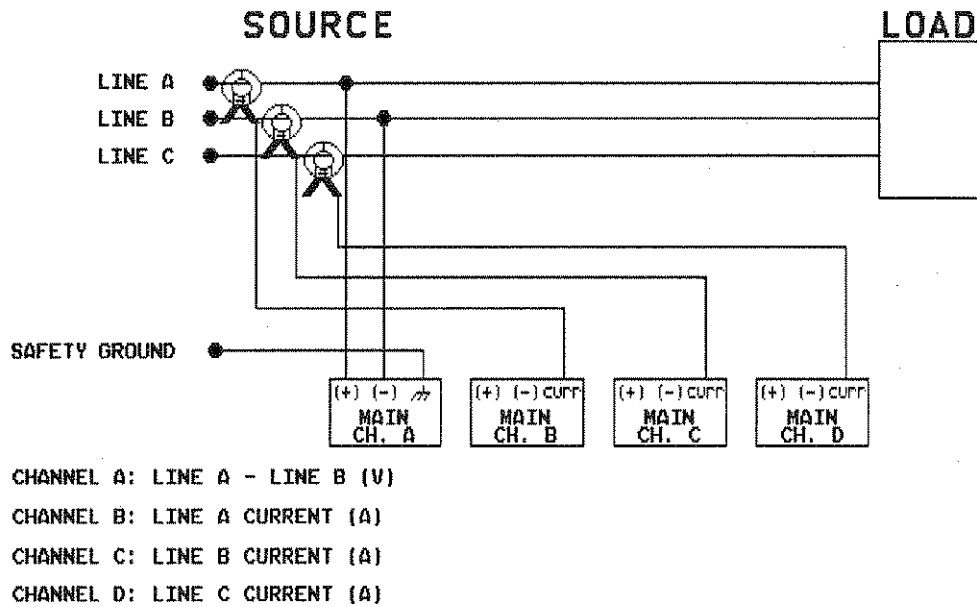 SOURCE LOAD
LINE A
LINE B
LINE C
SAFETY GROUND
(+) (-)
MAIN
CH. A
(+) (-) curr
MAIN
CH. B
(+) (-) curr
MAIN
CH. C
(+) (-) curr
MAIN
CH. D
CHANNEL A: LINE A - LINE B (V)
CHANNEL B: LINE A CURRENT (A)
CHANNEL C: LINE B CURRENT (A)
CHANNEL D: LINE C CURRENT (A)